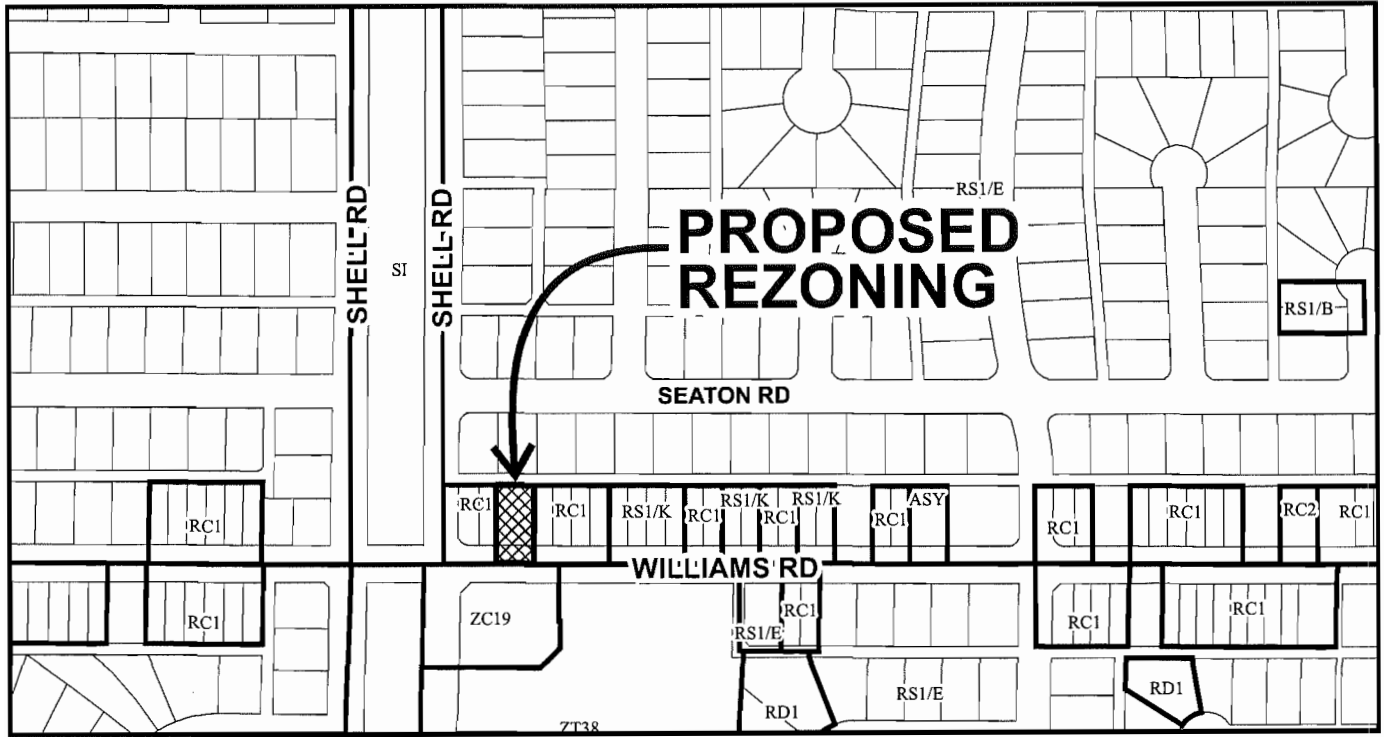 RS1/E
PROPOSED
REZONING
SHELL RD
SI
SHELL RD
RS1/B
SEATON RD
RC1
RC1
RC1
RS1/K
RC1
RS1/K
RC1
RS1/K
RC1
ASY
RC1
RC1
RC2
RC1
WILLIAMS RD
RC1
ZC19
RS1/E
RC1
RC1
RC1
RS1/E
RD1
RD1
ZT38